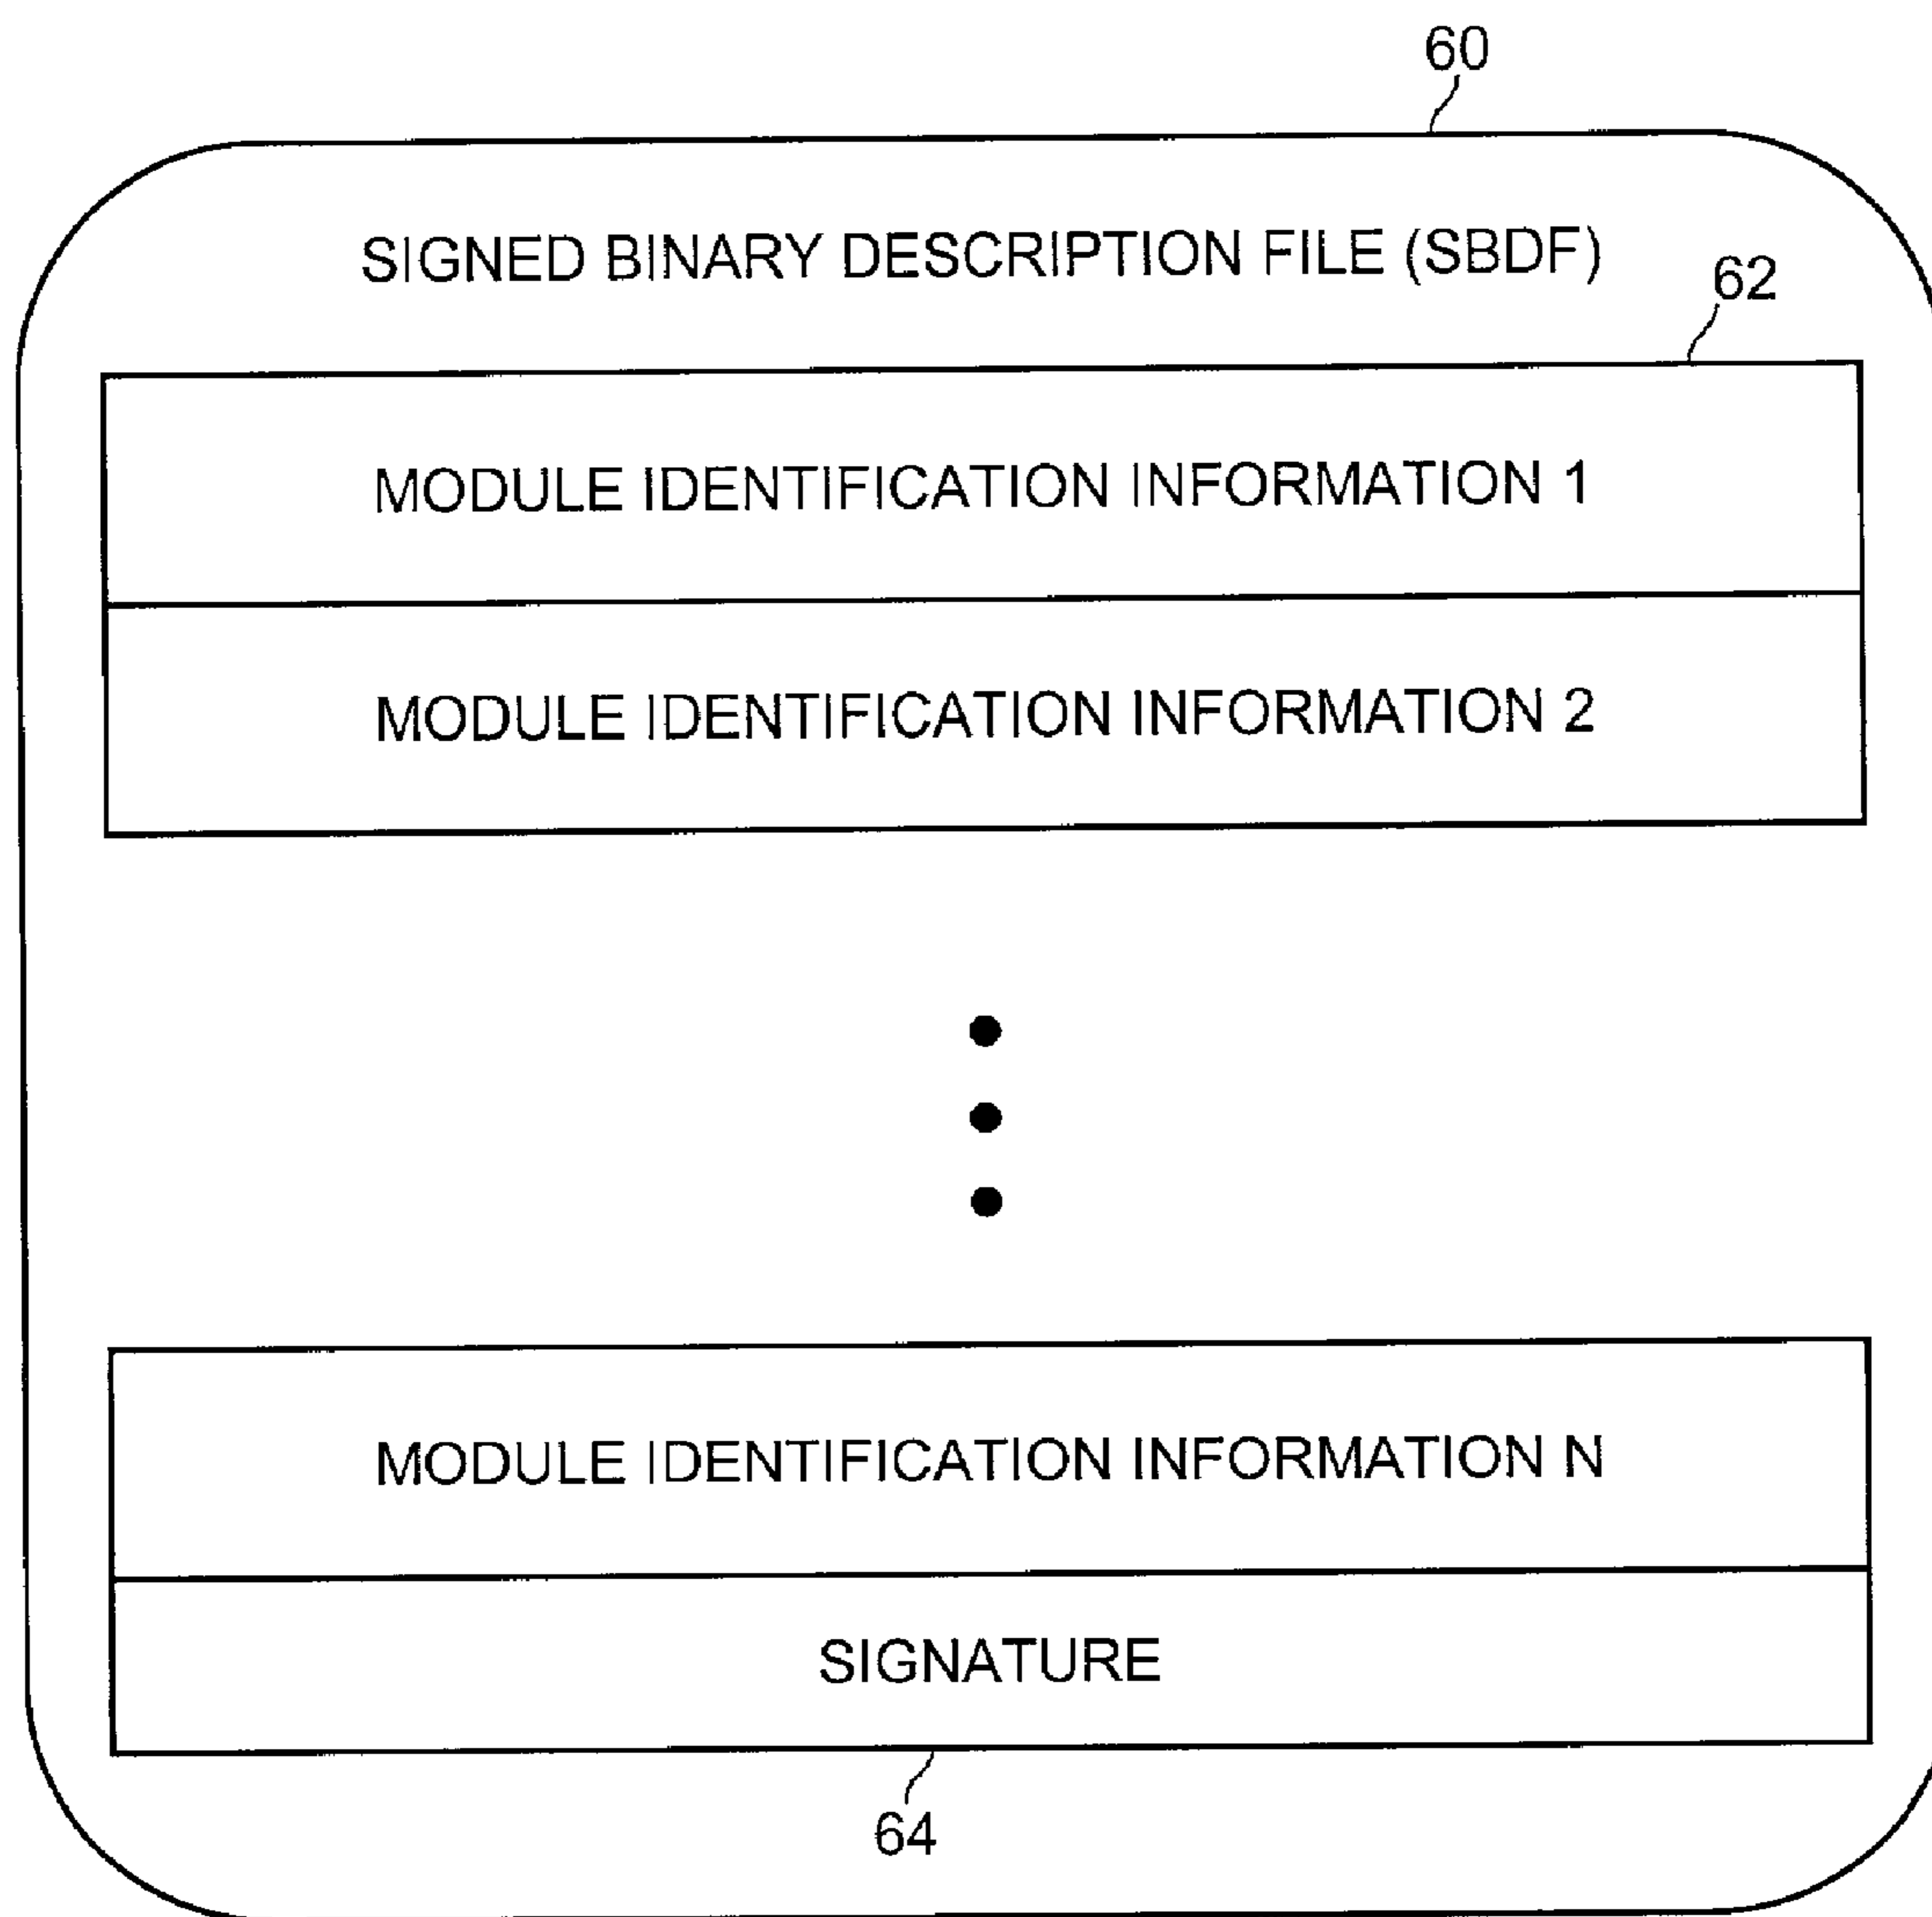 60
SIGNED BINARY DESCRIPTION FILE (SBDF)
62
MODULE IDENTIFICATION INFORMATION 1
MODULE IDENTIFICATION INFORMATION 2
MODULE IDENTIFICATION INFORMATION N
SIGNATURE
64